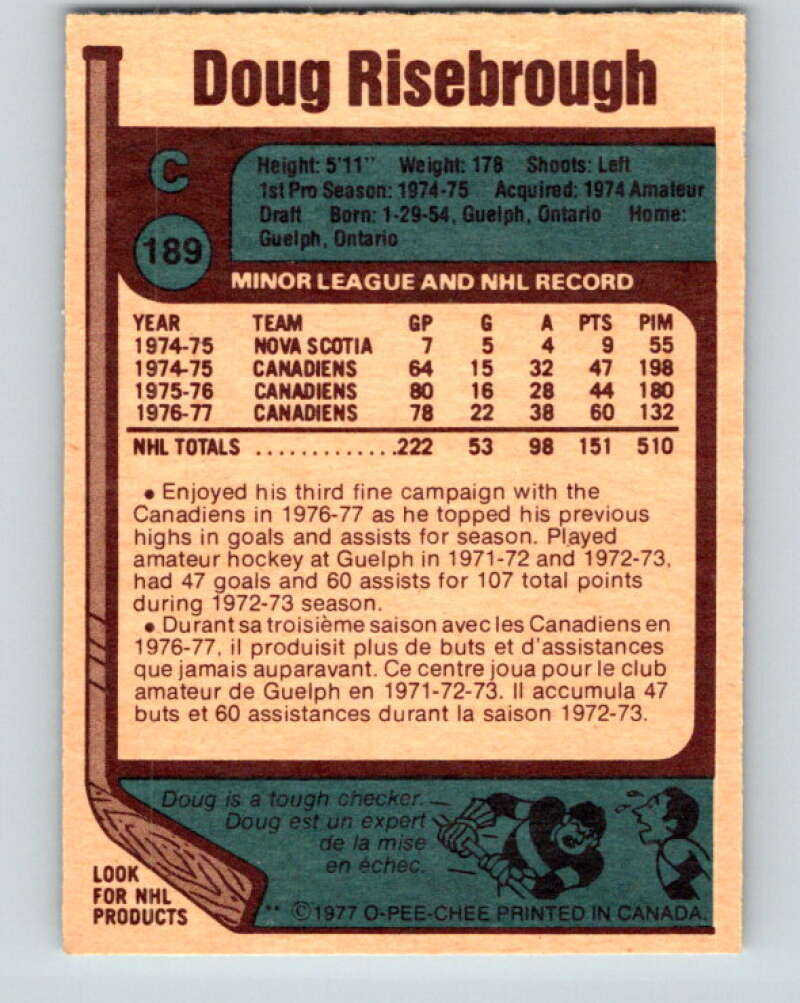 Doug Risebrough
C
189
Height: 5'11" Weight: 178 Shoots: Left
1st Pro Season: 1974-75 Acquired: 1974 Amateur
Draft Born: 1-29-54, Guelph, Ontario Home:
Guelph, Ontario
MINOR LEAGUE AND NHL RECORD
YEAR TEAM GP G A PTS PIM
1974-75 NOVA SCOTIA 7 5 4 9 55
1974-75 CANADIENS 64 15 32 47 198
1975-76 CANADIENS 80 16 28 44 180
1976-77 CANADIENS 78 22 38 60 132
NHL TOTALS .............222 53 98 151 510
• Enjoyed his third fine campaign with the
Canadiens in 1976-77 as he topped his previous
highs in goals and assists for season. Played
amateur hockey at Guelph in 1971-72 and 1972-73,
had 47 goals and 60 assists for 107 total points
during 1972-73 season.
• Durant sa troisième saison avec les Canadiens en
1976-77, il produisit plus de buts et d'assistances
que jamais auparavant. Ce centre joua pour le club
amateur de Guelph en 1971-72-73. Il accumula 47
buts et 60 assistances durant la saison 1972-73.
Doug is a tough checker.
Doug est un expert
de la mise
en échec.
LOOK
FOR NHL
PRODUCTS
** ©1977 O-PEE-CHEE PRINTED IN CANADA.